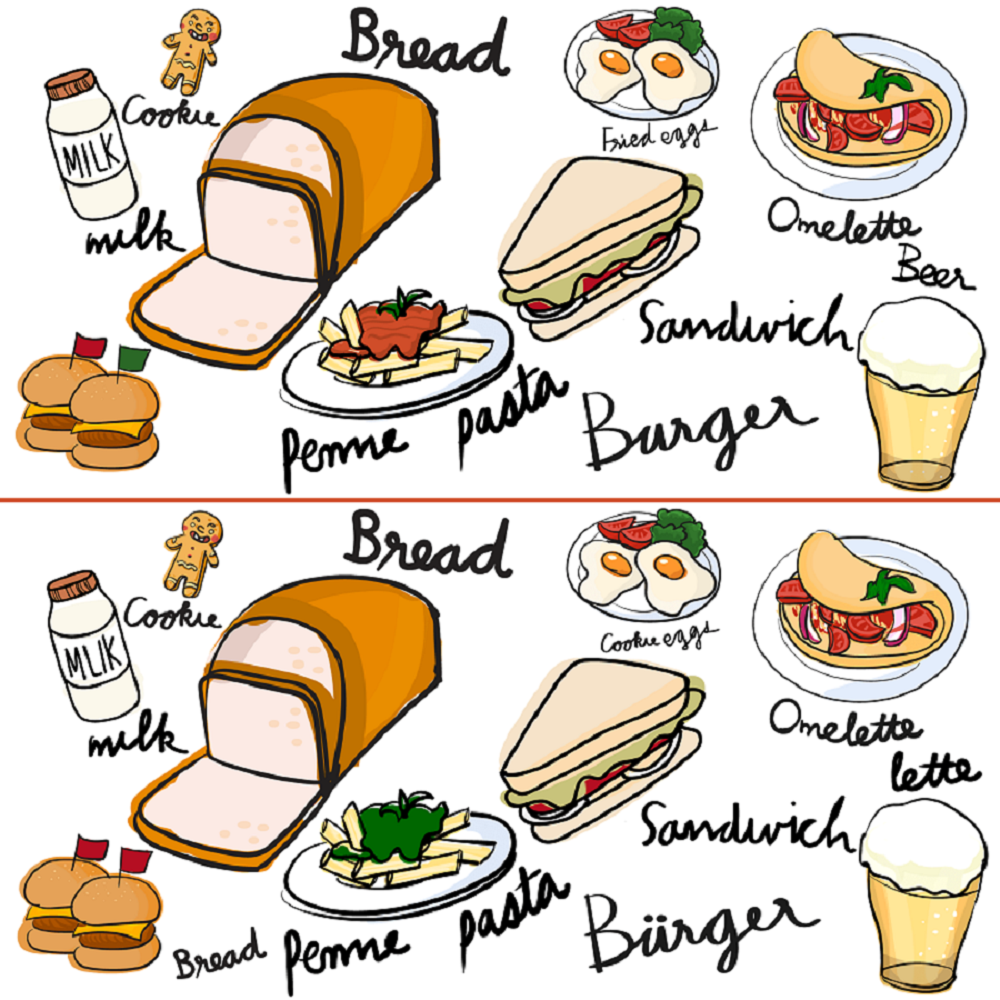 Bread
Cookie
MILK
milk
Fried eggs
Omelette
Beer
Sandwich
Burger
Penne pasta
Bread
Cookie
MLIK
milk
Cookie eggs
Omelette
lette
Sandwich
Bürger
Bread
Penne pasta